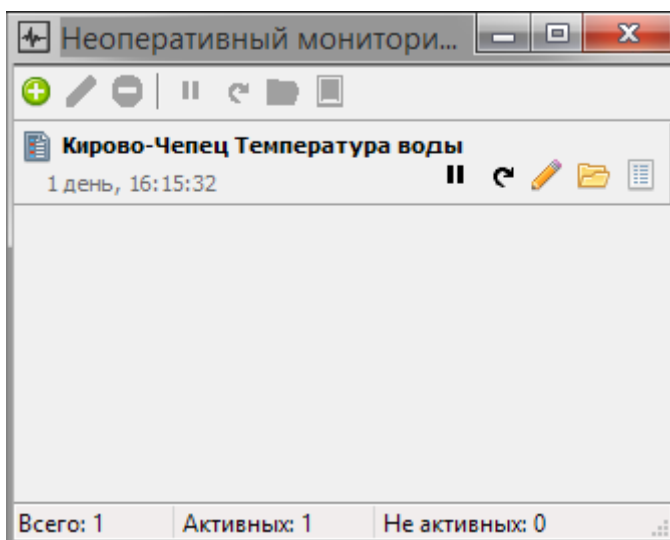 Неоперативный монитори...
Кирово-Чепец Температура воды
1 день, 16:15:32
Всего: 1 Активных: 1 Не активных: 0